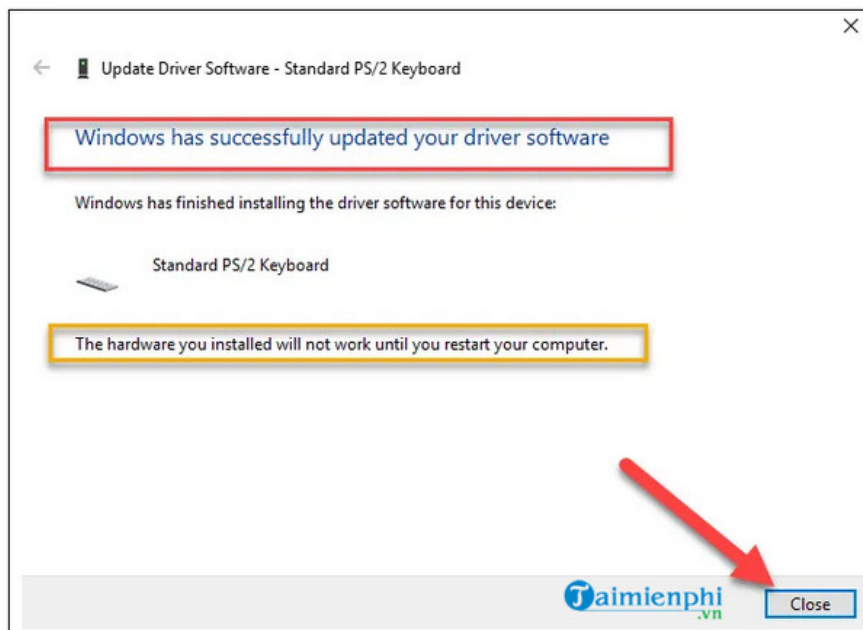 Update Driver Software - Standard PS/2 Keyboard
Windows has successfully updated your driver software
Windows has finished installing the driver software for this device:
Standard PS/2 Keyboard
The hardware you installed will not work until you restart your computer.
Taimienphi
.vn
Close